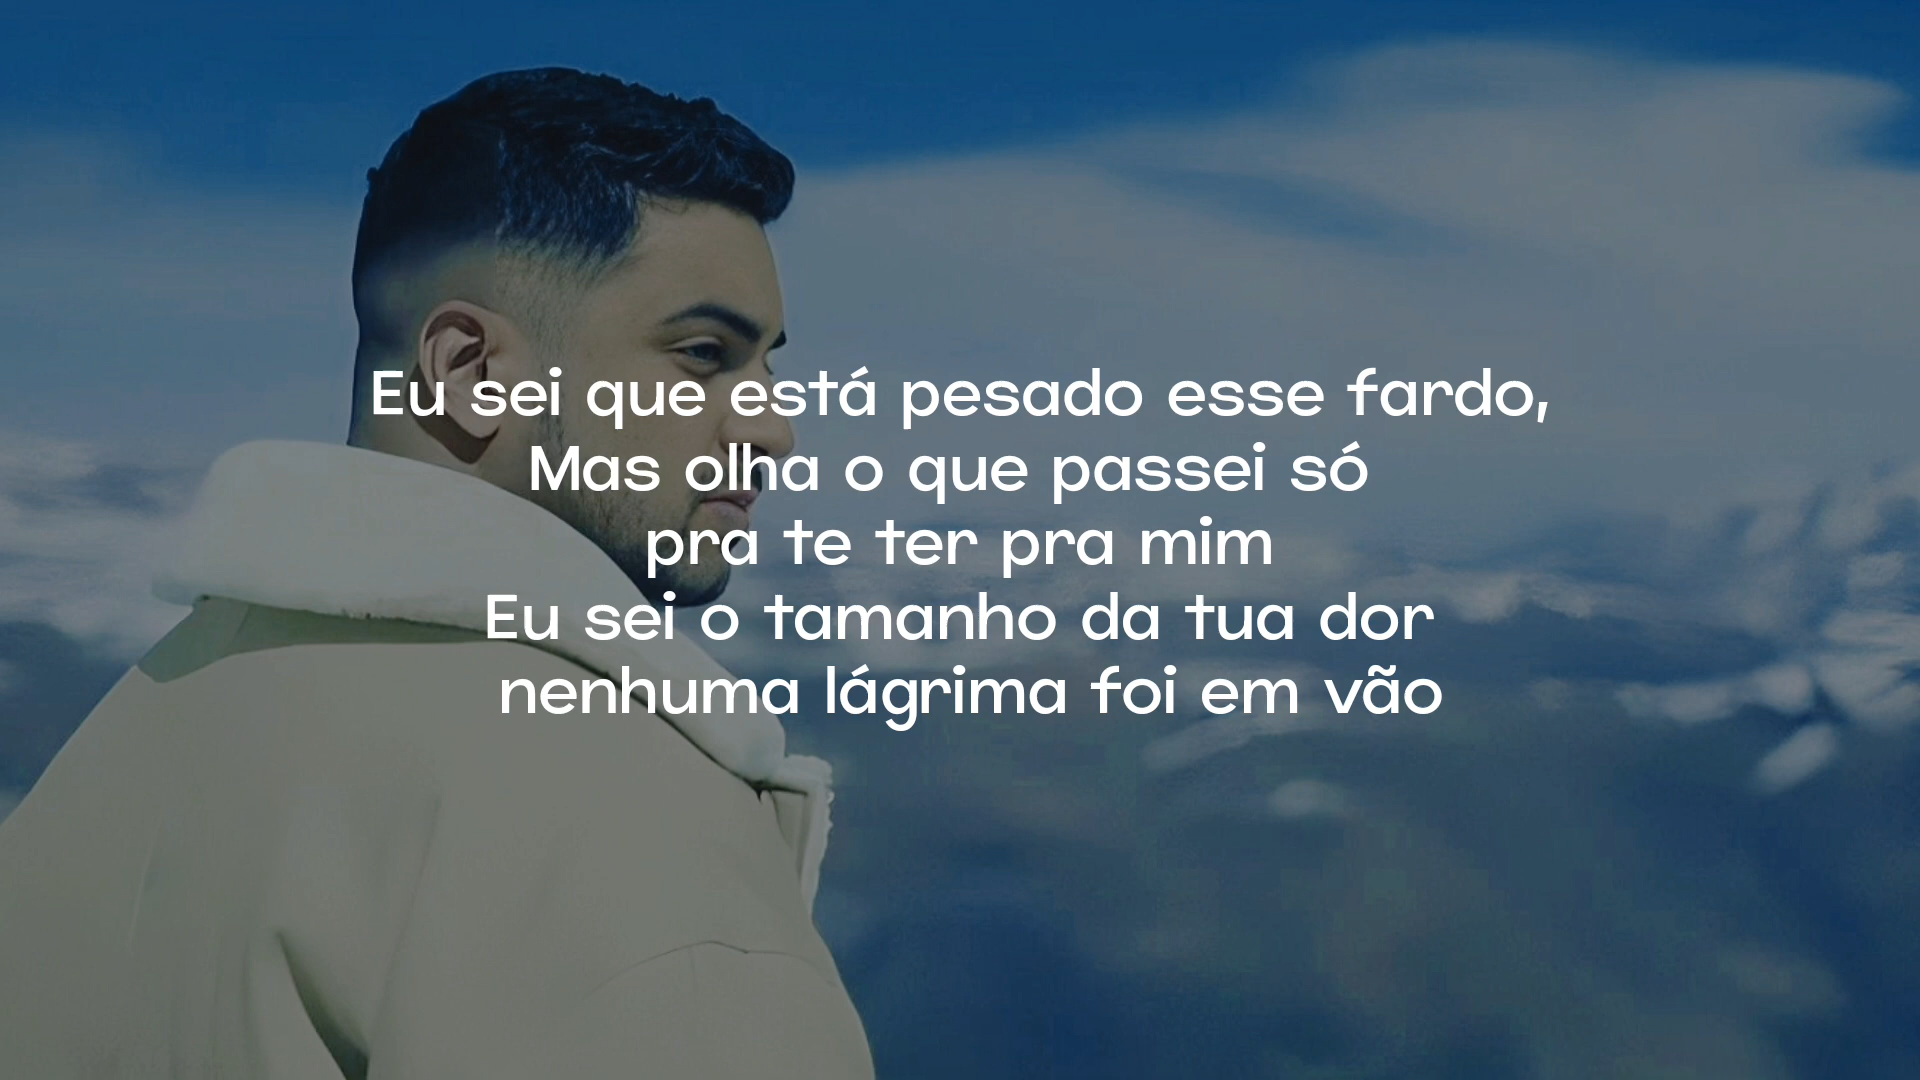 Eu sei que está pesado esse fardo,
Mas olha o que passei só
pra te ter pra mim
Eu sei o tamanho da tua dor
nenhuma lágrima foi em vão